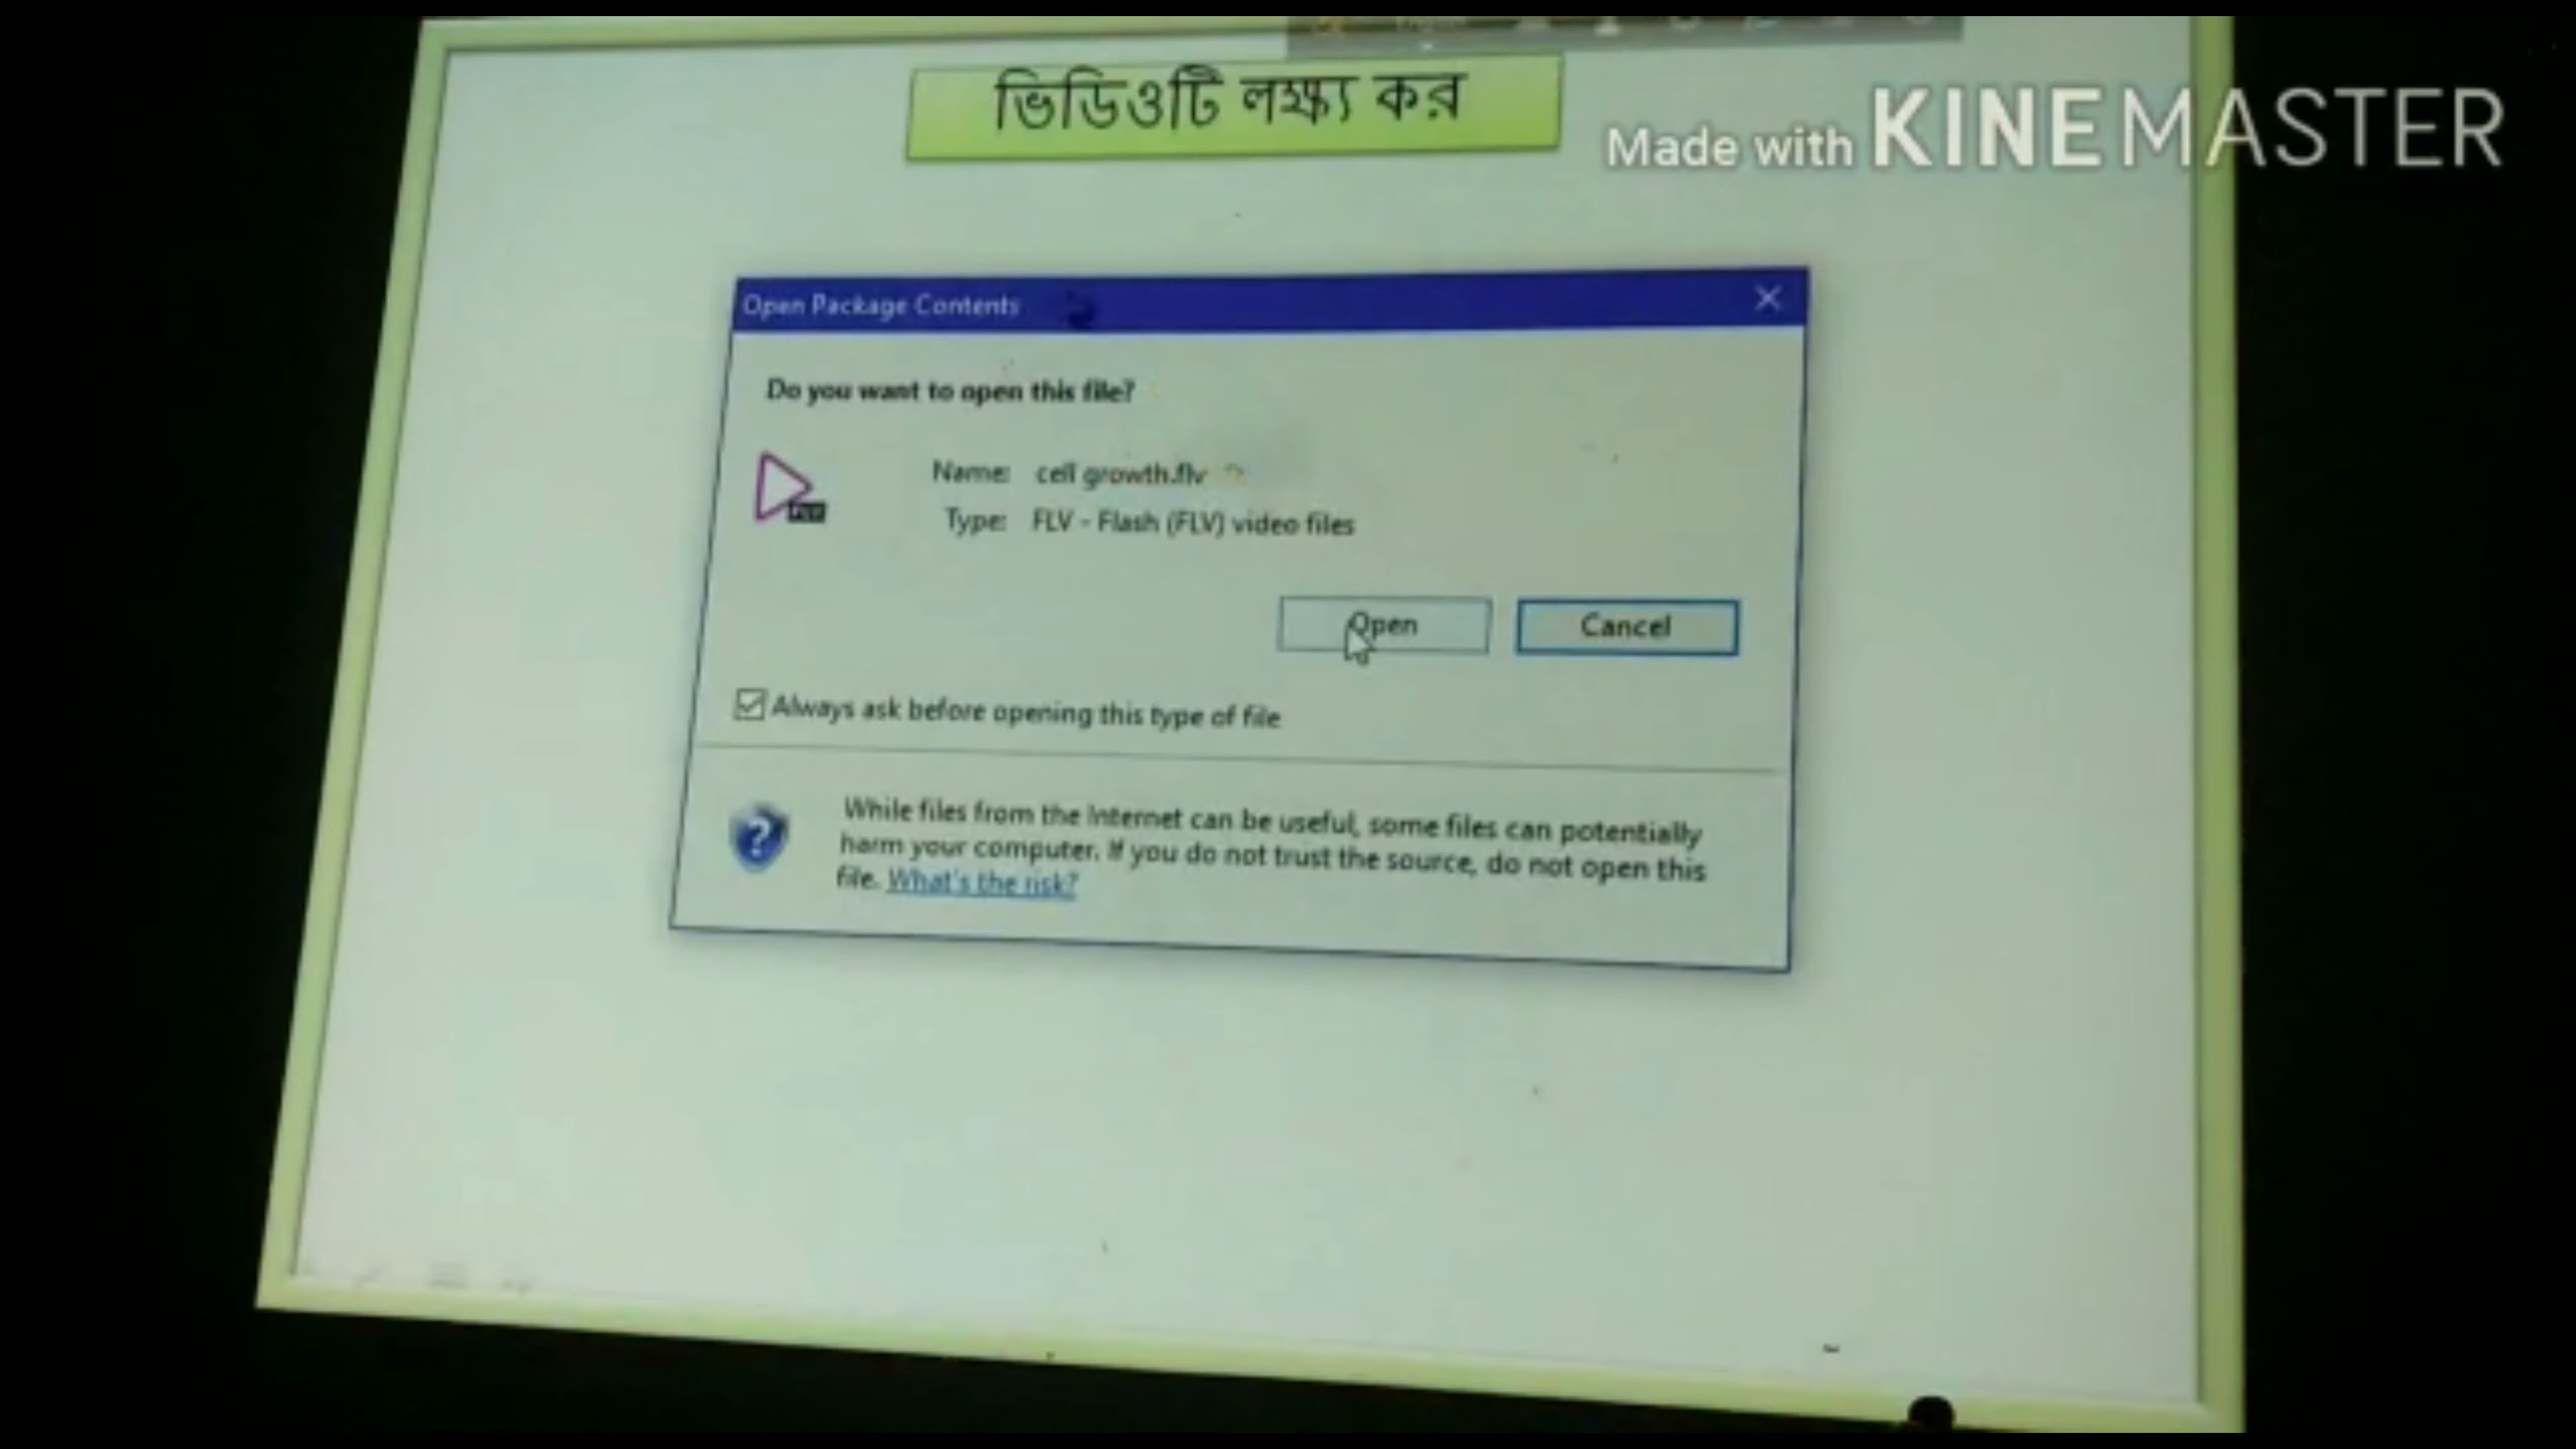 ভিডিওটি লক্ষ্য কর
Made with KINEMASTER
Open Package Contents
Do you want to open this file?
Name: cell growth.flv
Type: FLV - Flash (FLV) video files
FLV
Open
Cancel
Always ask before opening this type of file
While files from the Internet can be useful, some files can potentially
harm your computer. If you do not trust the source, do not open this
file. What's the risk?